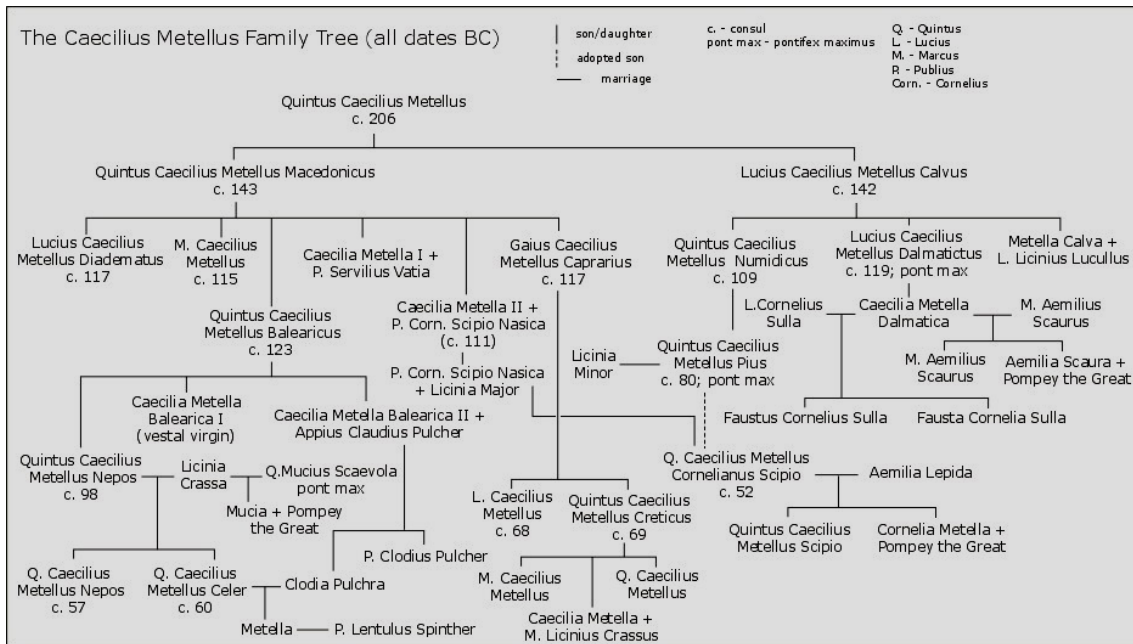 The Caecilius Metellus Family Tree (all dates BC)
son/daughter
adopted son
marriage
c. - consul
pont max - pontifex maximus
Q. - Quintus
L. - Lucius
M. - Marcus
P. - Publius
Corn. - Cornelius
Quintus Caecilius Metellus
c. 206
Quintus Caecilius Metellus Macedonicus
c. 143
Lucius Caecilius Metellus Calvus
c. 142
Lucius Caecilius
Metellus Diadematus
c. 117
M. Caecilius
Metellus
c. 115
Caecilia Metella I +
P. Servilius Vatia
Gaius Caecilius
Metellus Caprarius
c. 117
Quintus Caecilius
Metellus Numidicus
c. 109
Lucius Caecilius
Metellus Dalmatictus
c. 119; pont max
Metella Calva +
L. Licinius Lucullus
Quintus Caecilius
Metellus Balearicus
c. 123
Caecilia Metella II +
P. Corn. Scipio Nasica
(c. 111)
L.Cornelius
Sulla
Caecilia Metella
Dalmatica
M. Aemilius
Scaurus
P. Corn. Scipio Nasica
+ Licinia Major
Licinia
Minor
Quintus Caecilius
Metellus Pius
c. 80; pont max
M. Aemilius
Scaurus
Aemilia Scaura +
Pompey the Great
Caecilia Metella
Balearica I
(vestal virgin)
Caecilia Metella Balearica II +
Appius Claudius Pulcher
Faustus Cornelius Sulla
Fausta Cornelia Sulla
Quintus Caecilius
Metellus Nepos
c. 98
Licinia
Crassa
Q.Mucius Scaevola
pont max
Mucia + Pompey
the Great
Q. Caecilius Metellus
Cornelianus Scipio
c. 52
Aemilia Lepida
L. Caecilius
Metellus
c. 68
Quintus Caecilius
Metellus Creticus
c. 69
Quintus Caecilius
Metellus Scipio
Cornelia Metella +
Pompey the Great
P. Clodius Pulcher
Q. Caecilius
Metellus Nepos
c. 57
Q. Caecilius
Metellus Celer
c. 60
Clodia Pulchra
M. Caecilius
Metellus
Q. Caecilius
Metellus
Caecilia Metella +
M. Licinius Crassus
Metella
P. Lentulus Spinther